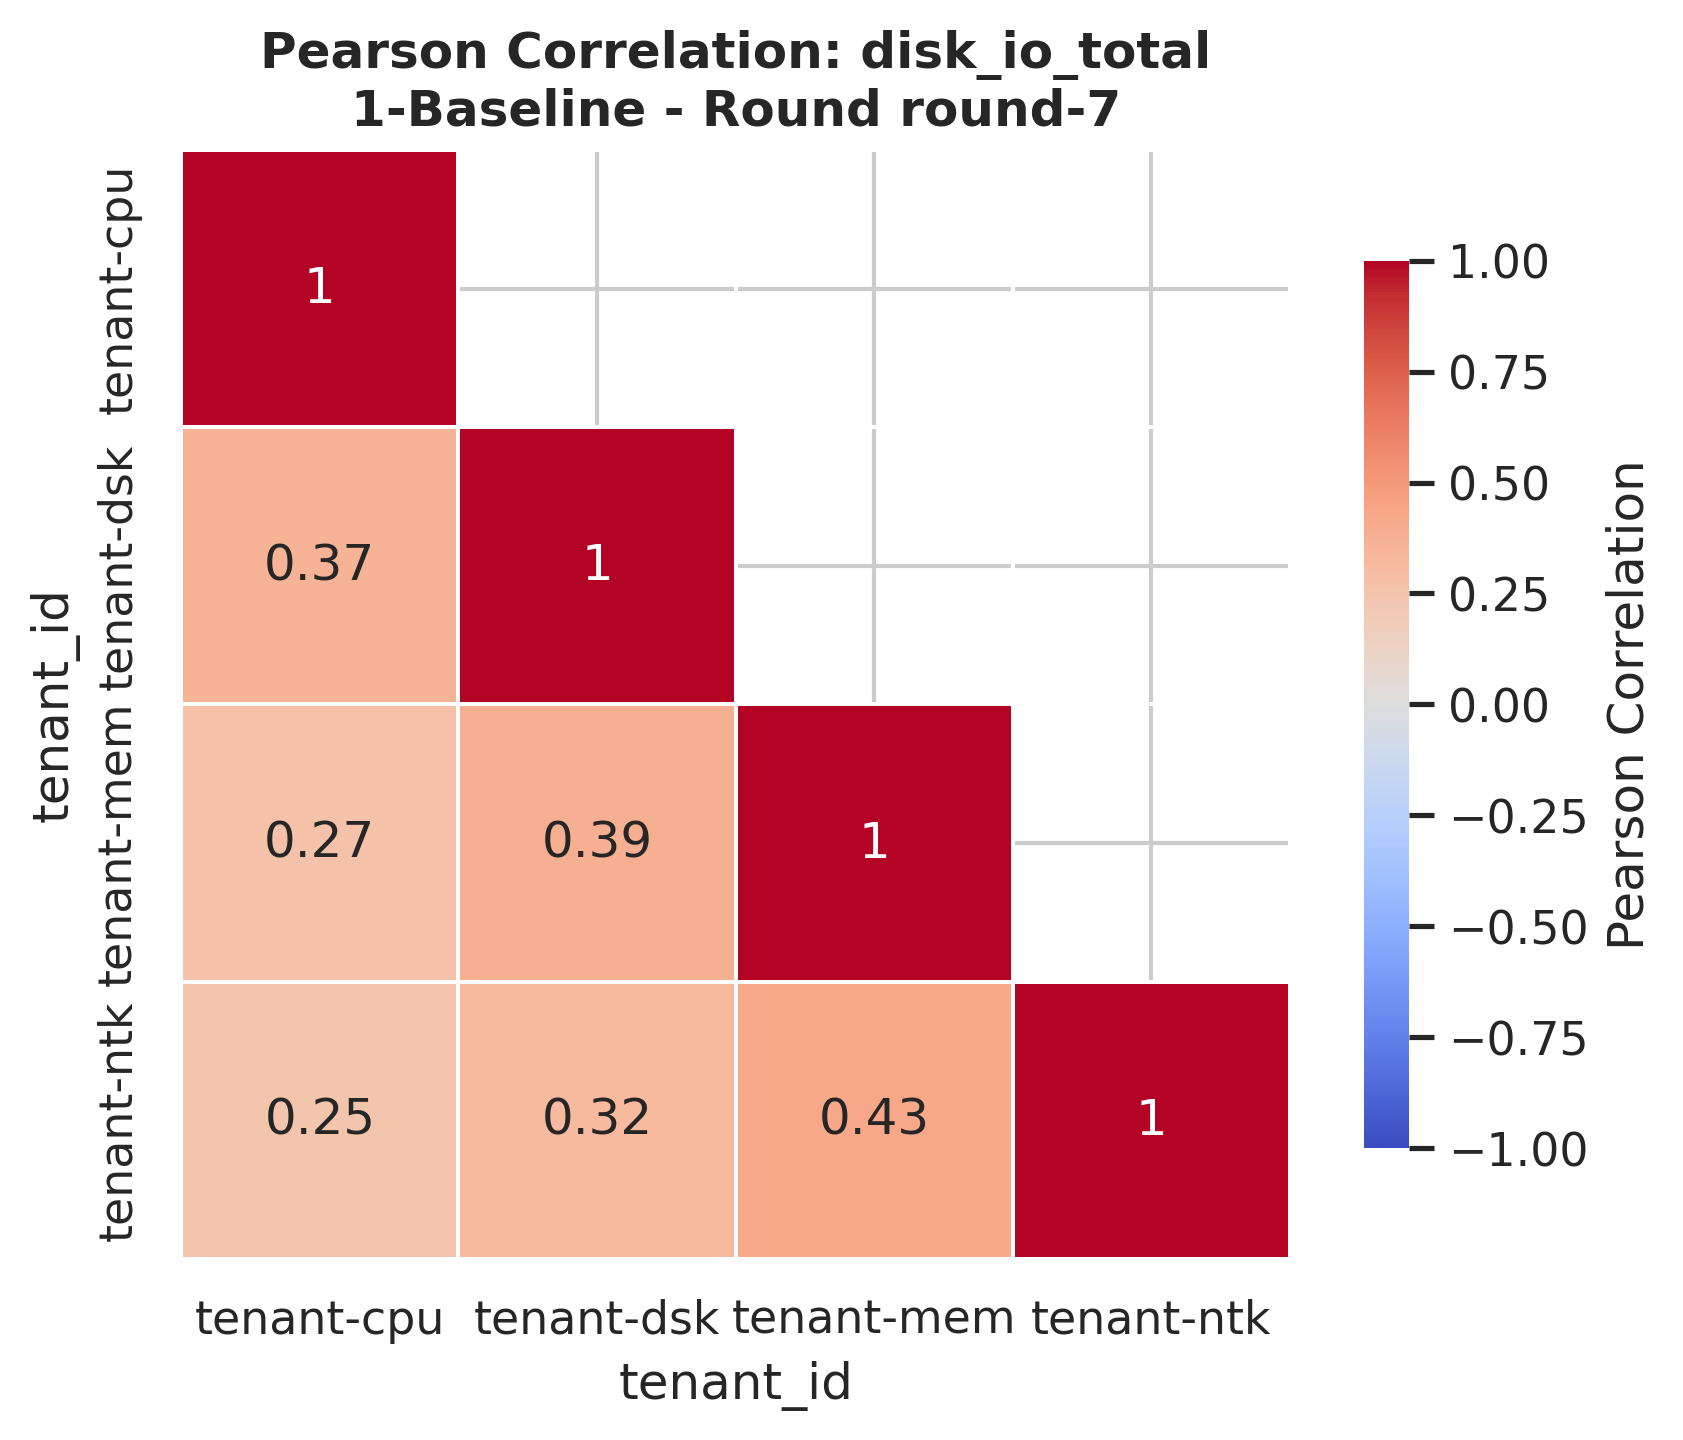 Pearson Correlation: disk_io_total
1-Baseline - Round round-7
tenant_id
tenant-cpu
1
tenant-dsk
0.37
1
tenant-mem
0.27
0.39
1
tenant-ntk
0.25
0.32
0.43
1
tenant-cpu
tenant-dsk
tenant-mem
tenant-ntk
tenant_id
1.00
0.75
0.50
0.25
0.00
−0.25
−0.50
−0.75
−1.00
Pearson Correlation